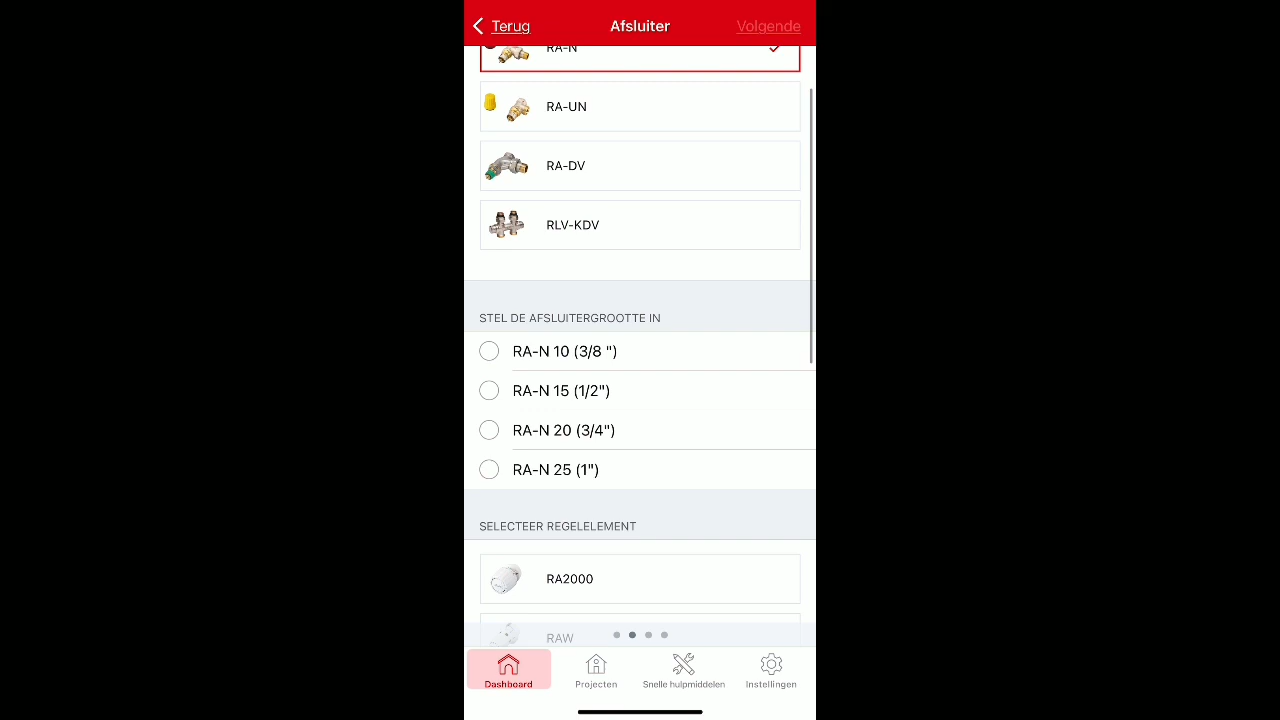 Terug Afsluiter Volgende
RA-N
RA-UN
RA-DV
RLV-KDV
STEL DE AFSLUITERGROOTTE IN
RA-N 10 (3/8 ")
RA-N 15 (1/2")
RA-N 20 (3/4")
RA-N 25 (1")
SELECTEER REGELELEMENT
RA2000
RAW
Dashboard Projecten Snelle hulpmiddelen Instellingen